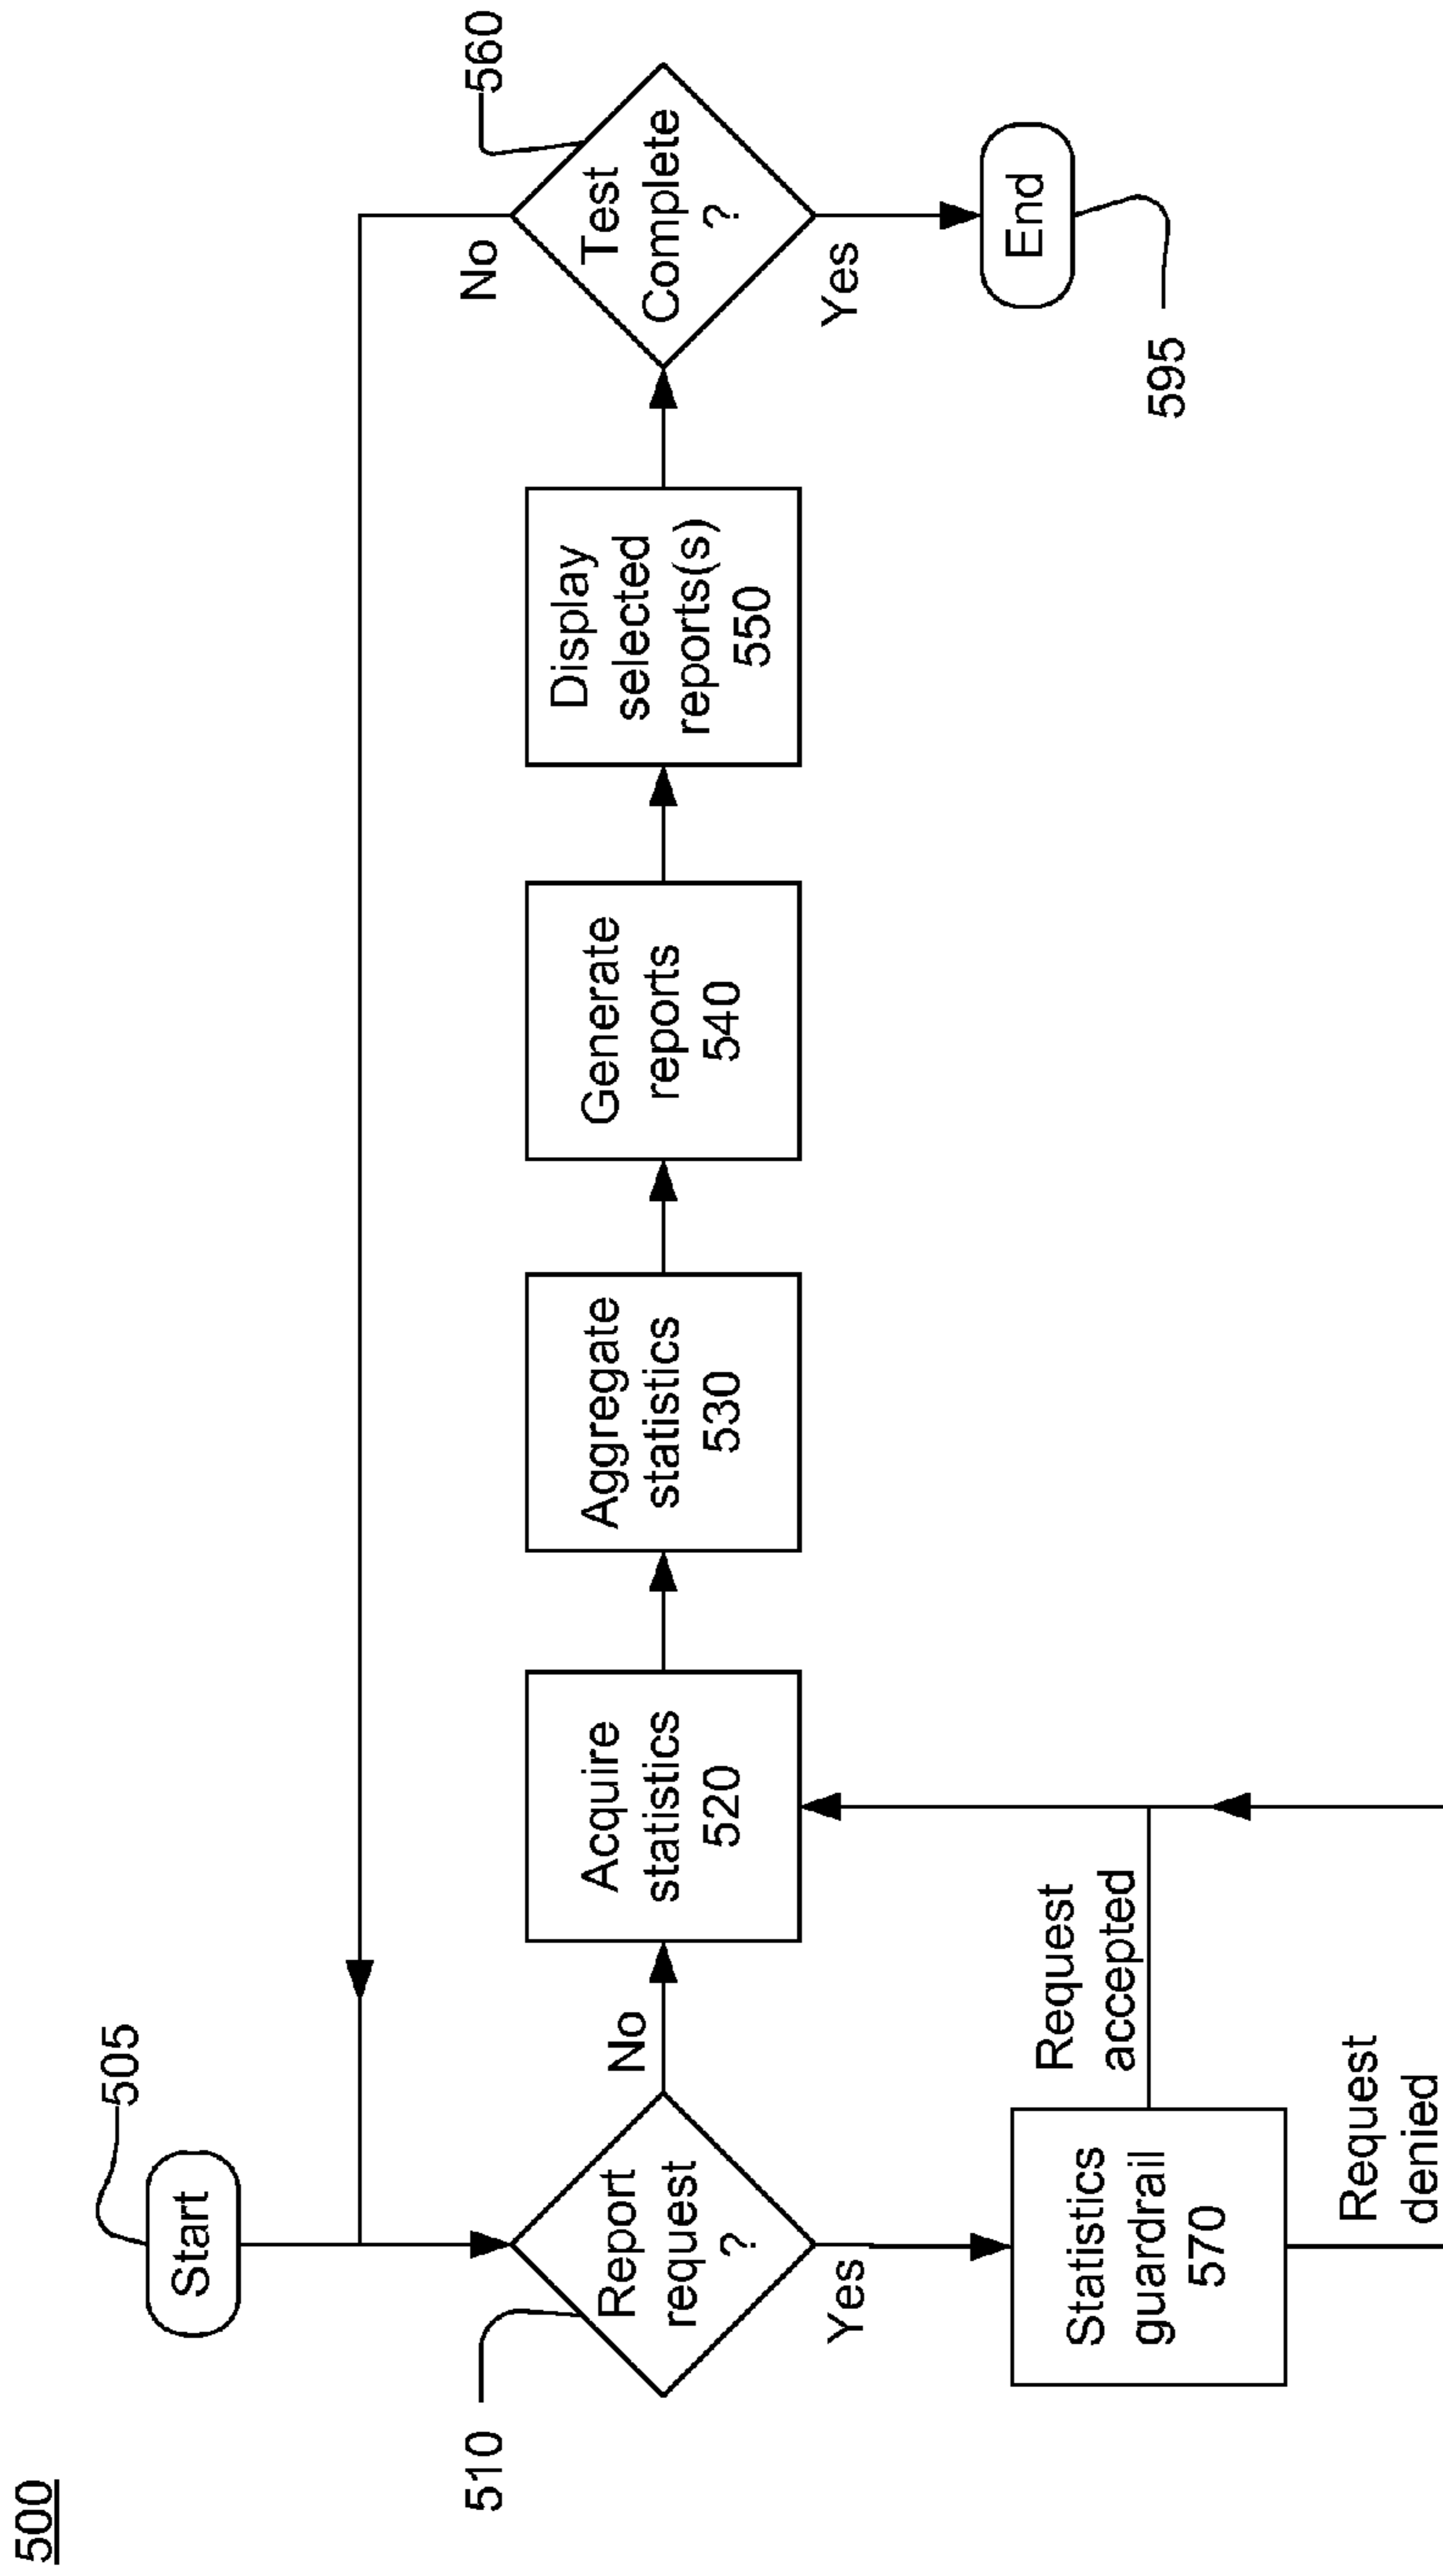 500
505
Start
510
Report
request
?
No
Yes
Acquire
statistics
520
Aggregate
statistics
530
Generate
reports
540
Display
selected
reports(s)
550
560
Test
Complete
?
No
Yes
End
595
Statistics
guardrail
570
Request
accepted
Request
denied